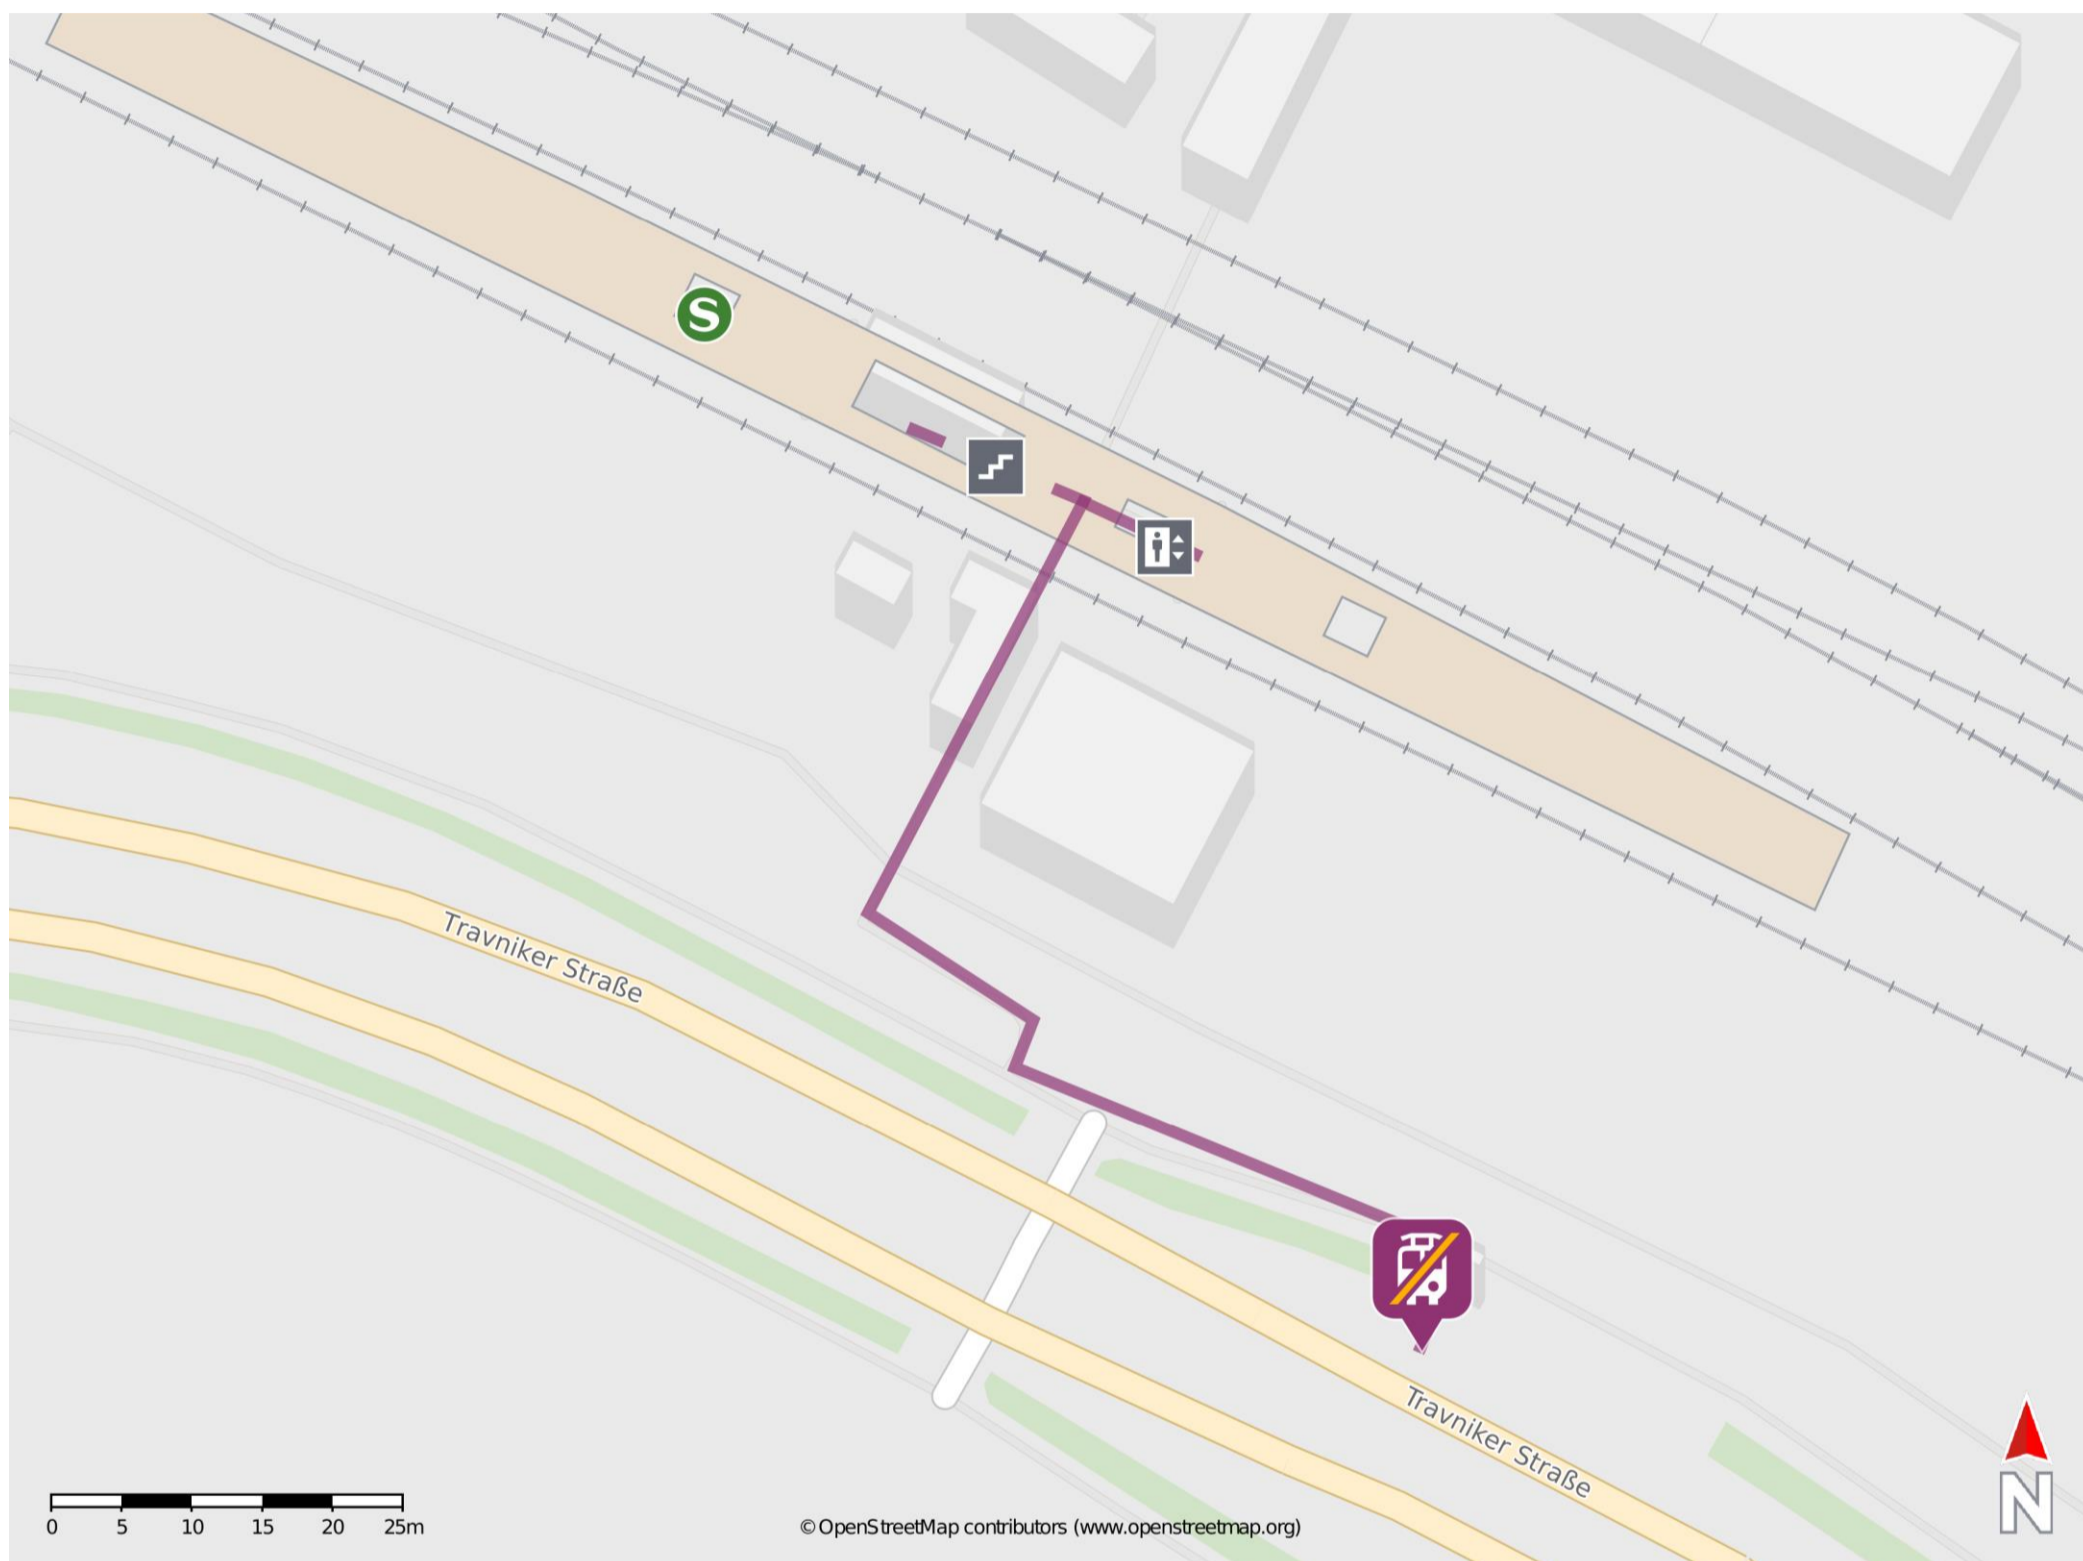 S
Travniker Straße
Travniker Straße
N
0 5 10 15 20 25m
© OpenStreetMap contributors (www.openstreetmap.org)